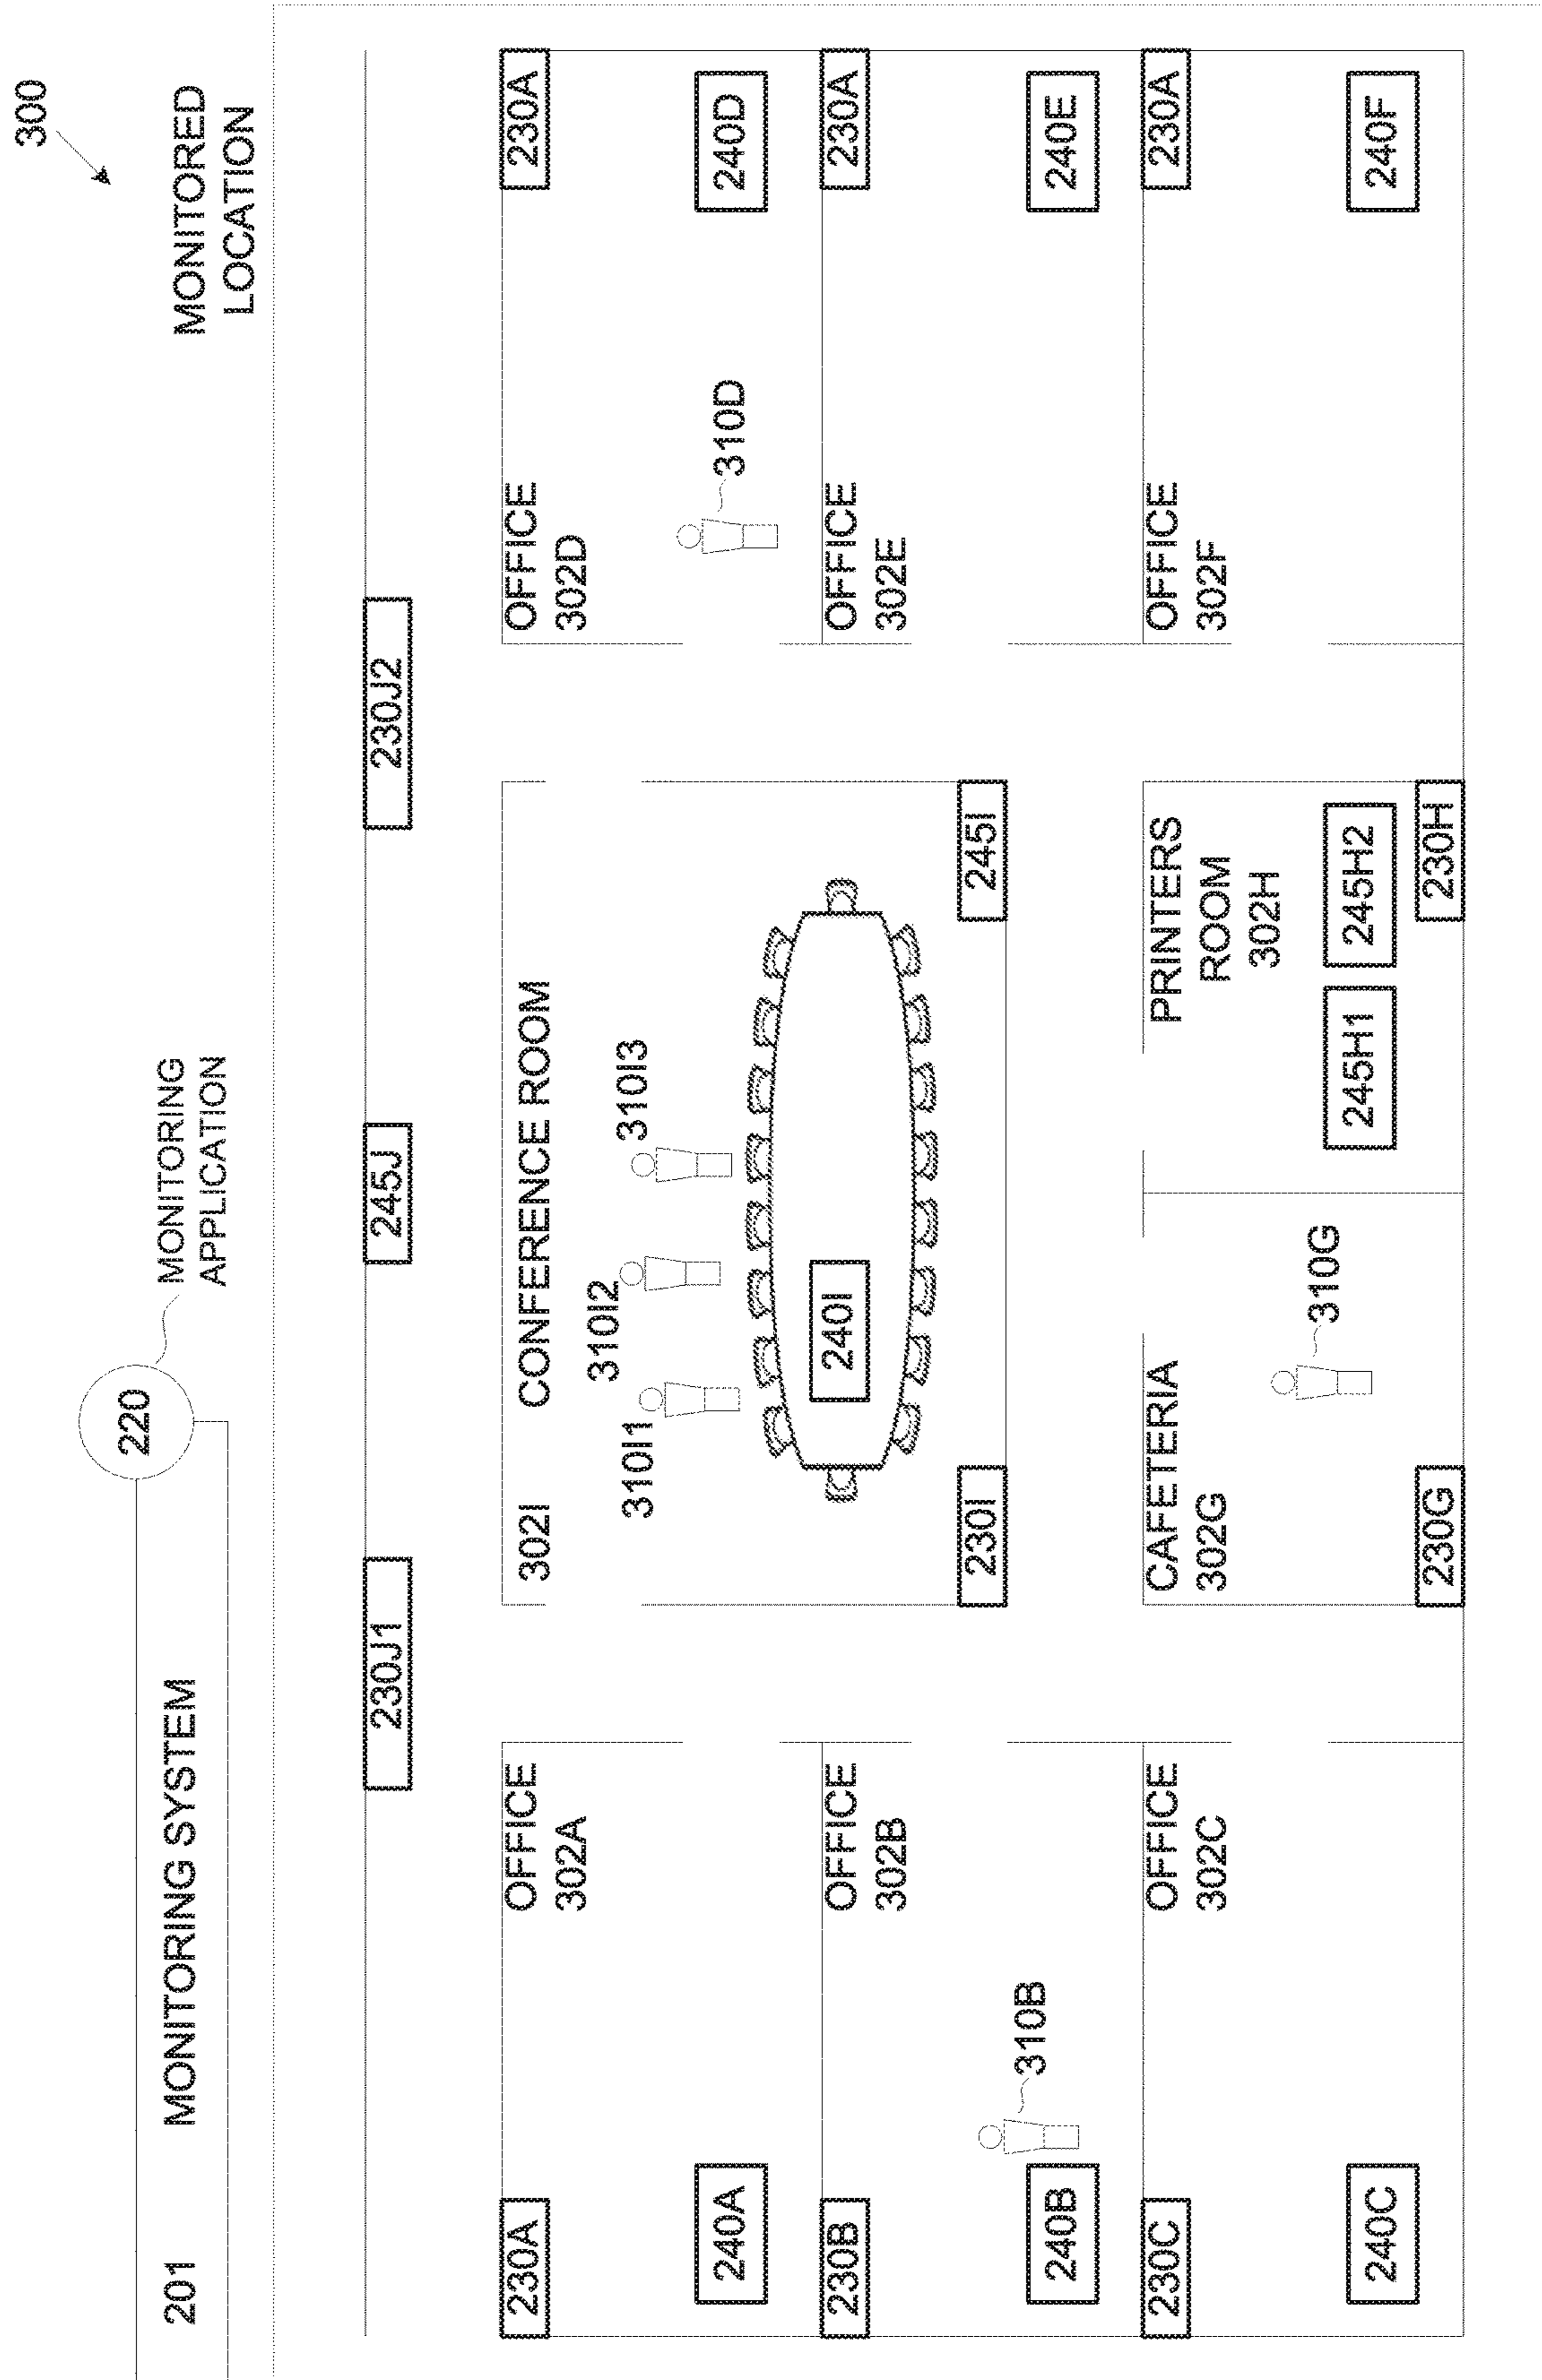 300
MONITORED
LOCATION
201
MONITORING SYSTEM
220
MONITORING
APPLICATION
230J1
245J
230J2
230A
OFFICE
302A
240A
230B
OFFICE
302B
310B
240B
230C
OFFICE
302C
240C
302I
CONFERENCE ROOM
310I1
310I2
310I3
240I
230I
245I
CAFETERIA
302G
310G
230G
PRINTERS
ROOM
302H
245H1
245H2
230H
OFFICE
302D
230A
310D
240D
OFFICE
302E
230A
240E
OFFICE
302F
230A
240F